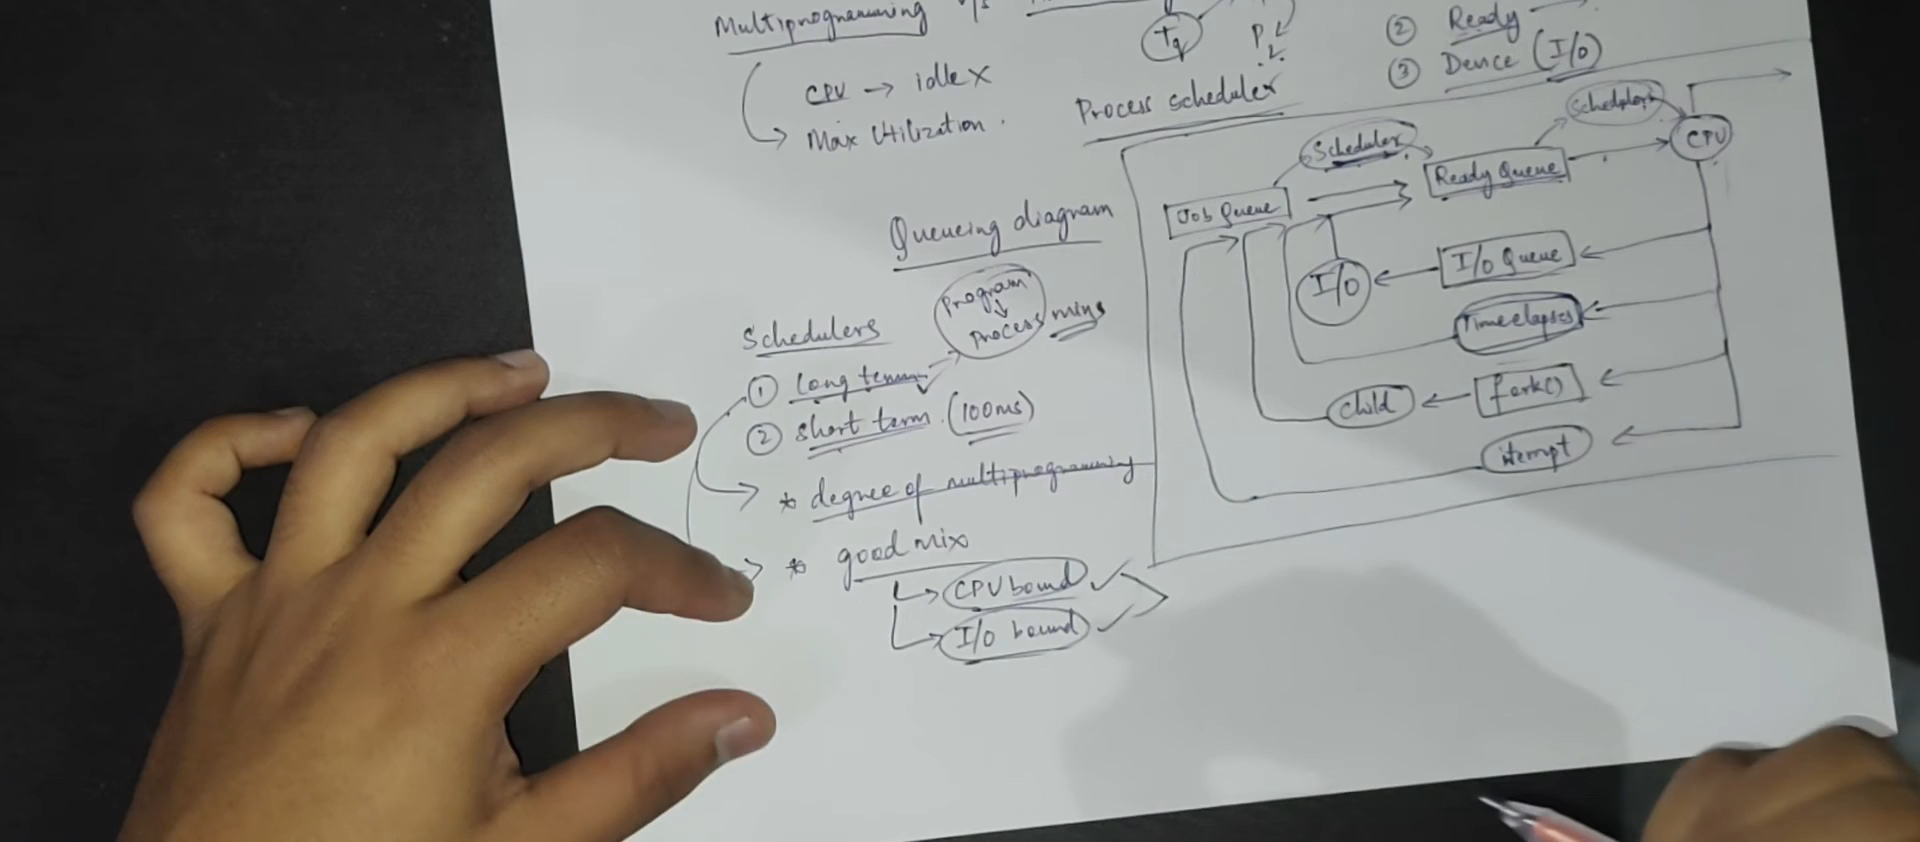 Multiprogramming v/s
CPU → idle X
Max Utilization.
Tq
P
② Ready
③ Device (I/O)
Process scheduler
Scheduler
CPU
Scheduler
Ready Queue
Job Queue
I/O Queue
I/O
Time elapses
fork()
child
Queueing diagram
Program
↓
Process mins
Schedulers
① Long term
② short term. (100ms)
* degree of multiprogramming
* good mix
CPU bound ✓
I/O bound ✓